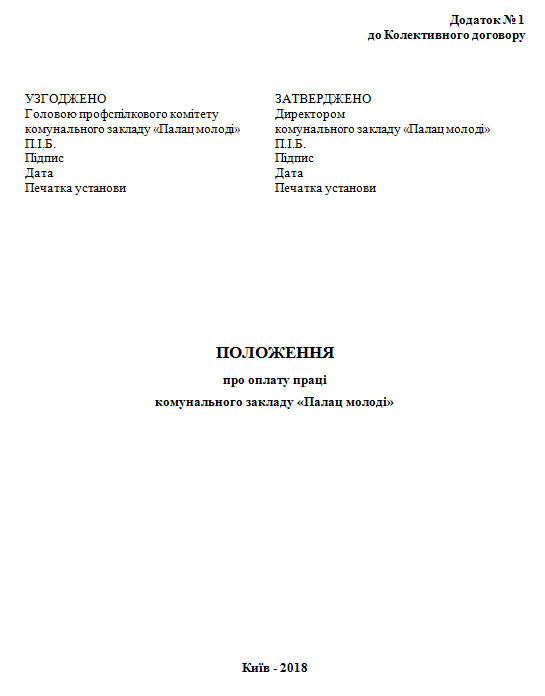 Додаток № 1
до Колективного договору
УЗГОДЖЕНО
Головою профспілкового комітету
комунального закладу «Палац молоді»
П.І.Б.
Підпис
Дата
Печатка установи
ЗАТВЕРДЖЕНО
Директором
комунального закладу «Палац молоді»
П.І.Б.
Підпис
Дата
Печатка установи
ПОЛОЖЕННЯ
про оплату праці
комунального закладу «Палац молоді»
Київ - 2018